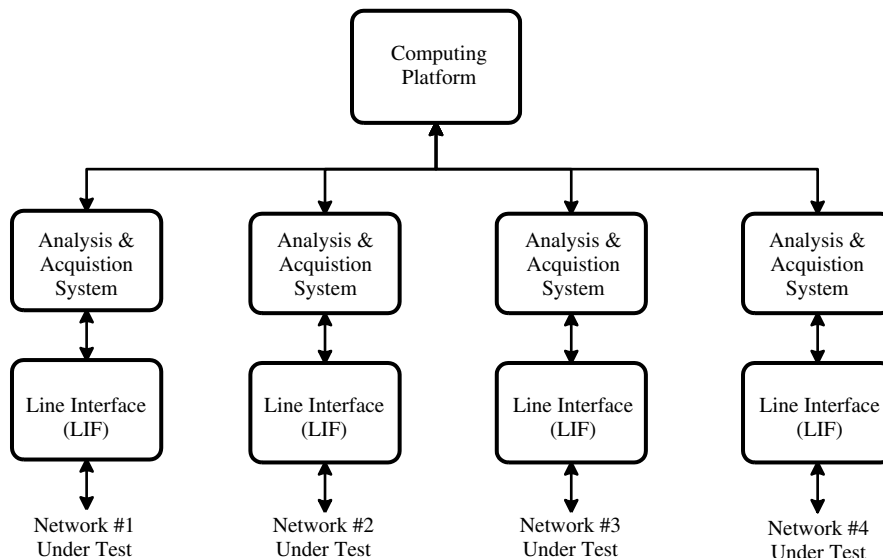 Computing
Platform
Analysis &
Acquistion
System
Analysis &
Acquistion
System
Analysis &
Acquistion
System
Analysis &
Acquistion
System
Line Interface
(LIF)
Line Interface
(LIF)
Line Interface
(LIF)
Line Interface
(LIF)
Network #1
Under Test
Network #2
Under Test
Network #3
Under Test
Network #4
Under Test